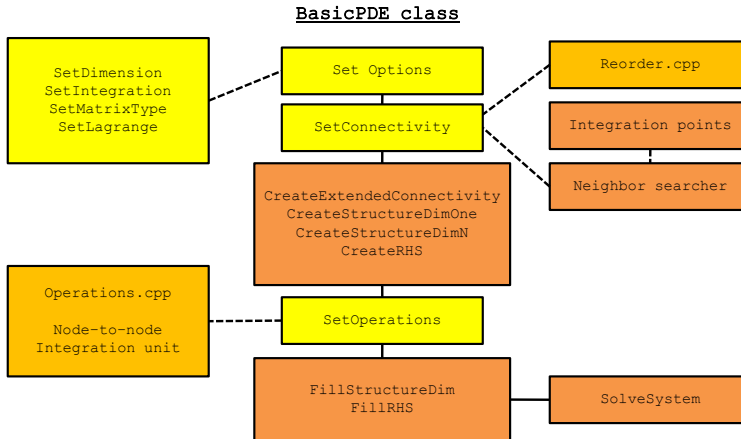 BasicPDE class
SetDimension
SetIntegration
SetMatrixType
SetLagrange
Set Options
Reorder.cpp
SetConnectivity
Integration points
Neighbor searcher
CreateExtendedConnectivity
CreateStructureDimOne
CreateStructureDimN
CreateRHS
Operations.cpp
Node-to-node
Integration unit
SetOperations
FillStructureDim
FillRHS
SolveSystem